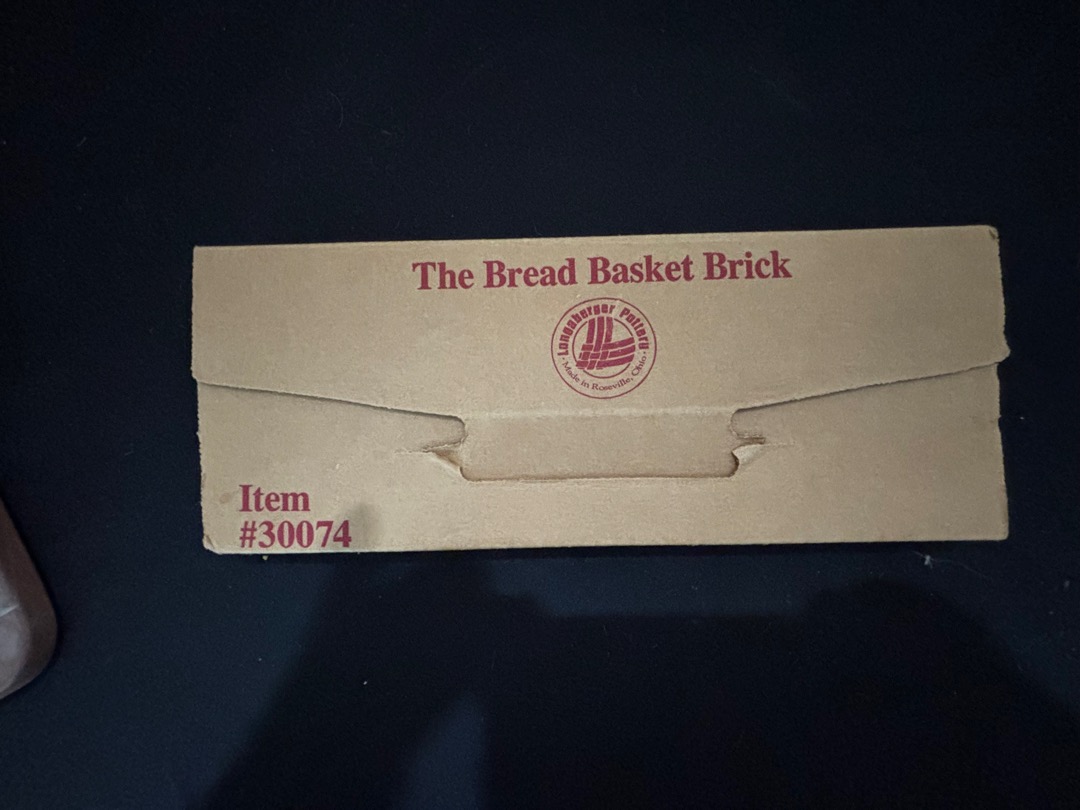 The Bread Basket Brick
Longaberger Pottery
· Made in Roseville, Ohio ·
Item
#30074